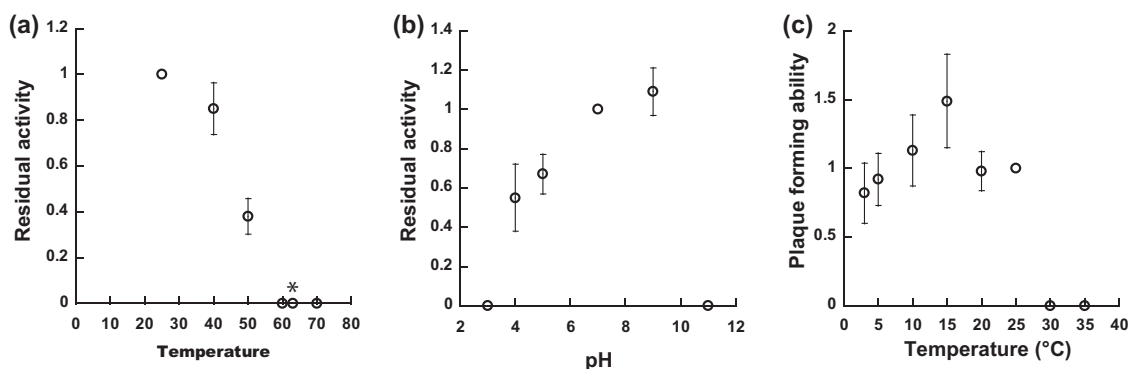 (a)
1.2
1
0.8
0.6
0.4
0.2
0
Residual activity
*
0 10 20 30 40 50 60 70 80
Temperature
(b)
1.4
1.2
1
0.8
0.6
0.4
0.2
0
Residual activity
2 4 6 8 10 12
pH
(c)
2
1.5
1
0.5
0
Plaque forming ability
0 5 10 15 20 25 30 35 40
Temperature (°C)